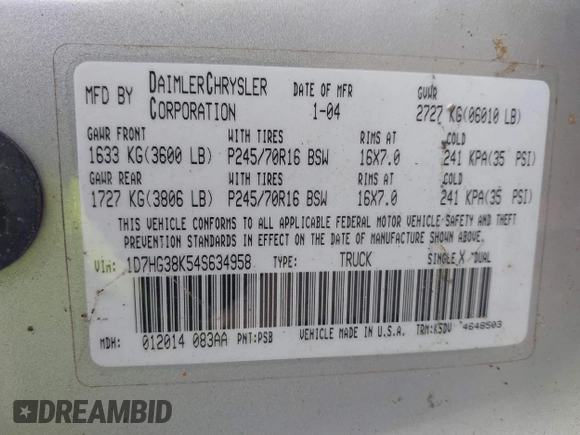 MFD BY DAIMLERCHRYSLER CORPORATION DATE OF MFR 1-04 GVWR 2727 KG(06010 LB)
GAWR FRONT WITH TIRES RIMS AT COLD
1633 KG(3600 LB) P245/70R16 BSW 16X7.0 241 KPA(35 PSI)
GAWR REAR WITH TIRES RIMS AT COLD
1727 KG(3806 LB) P245/70R16 BSW 16X7.0 241 KPA(35 PSI)
THIS VEHICLE CONFORMS TO ALL APPLICABLE FEDERAL MOTOR VEHICLE SAFETY AND THEFT
PREVENTION STANDARDS IN EFFECT ON THE DATE OF MANUFACTURE SHOWN ABOVE.
VIN: 1D7HG38K54S634958 TYPE: TRUCK SINGLE X DUAL
MDH: 012014 083AA PNT:PSB VEHICLE MADE IN U.S.A. TRM:KSDV 4648503
DREAMBID